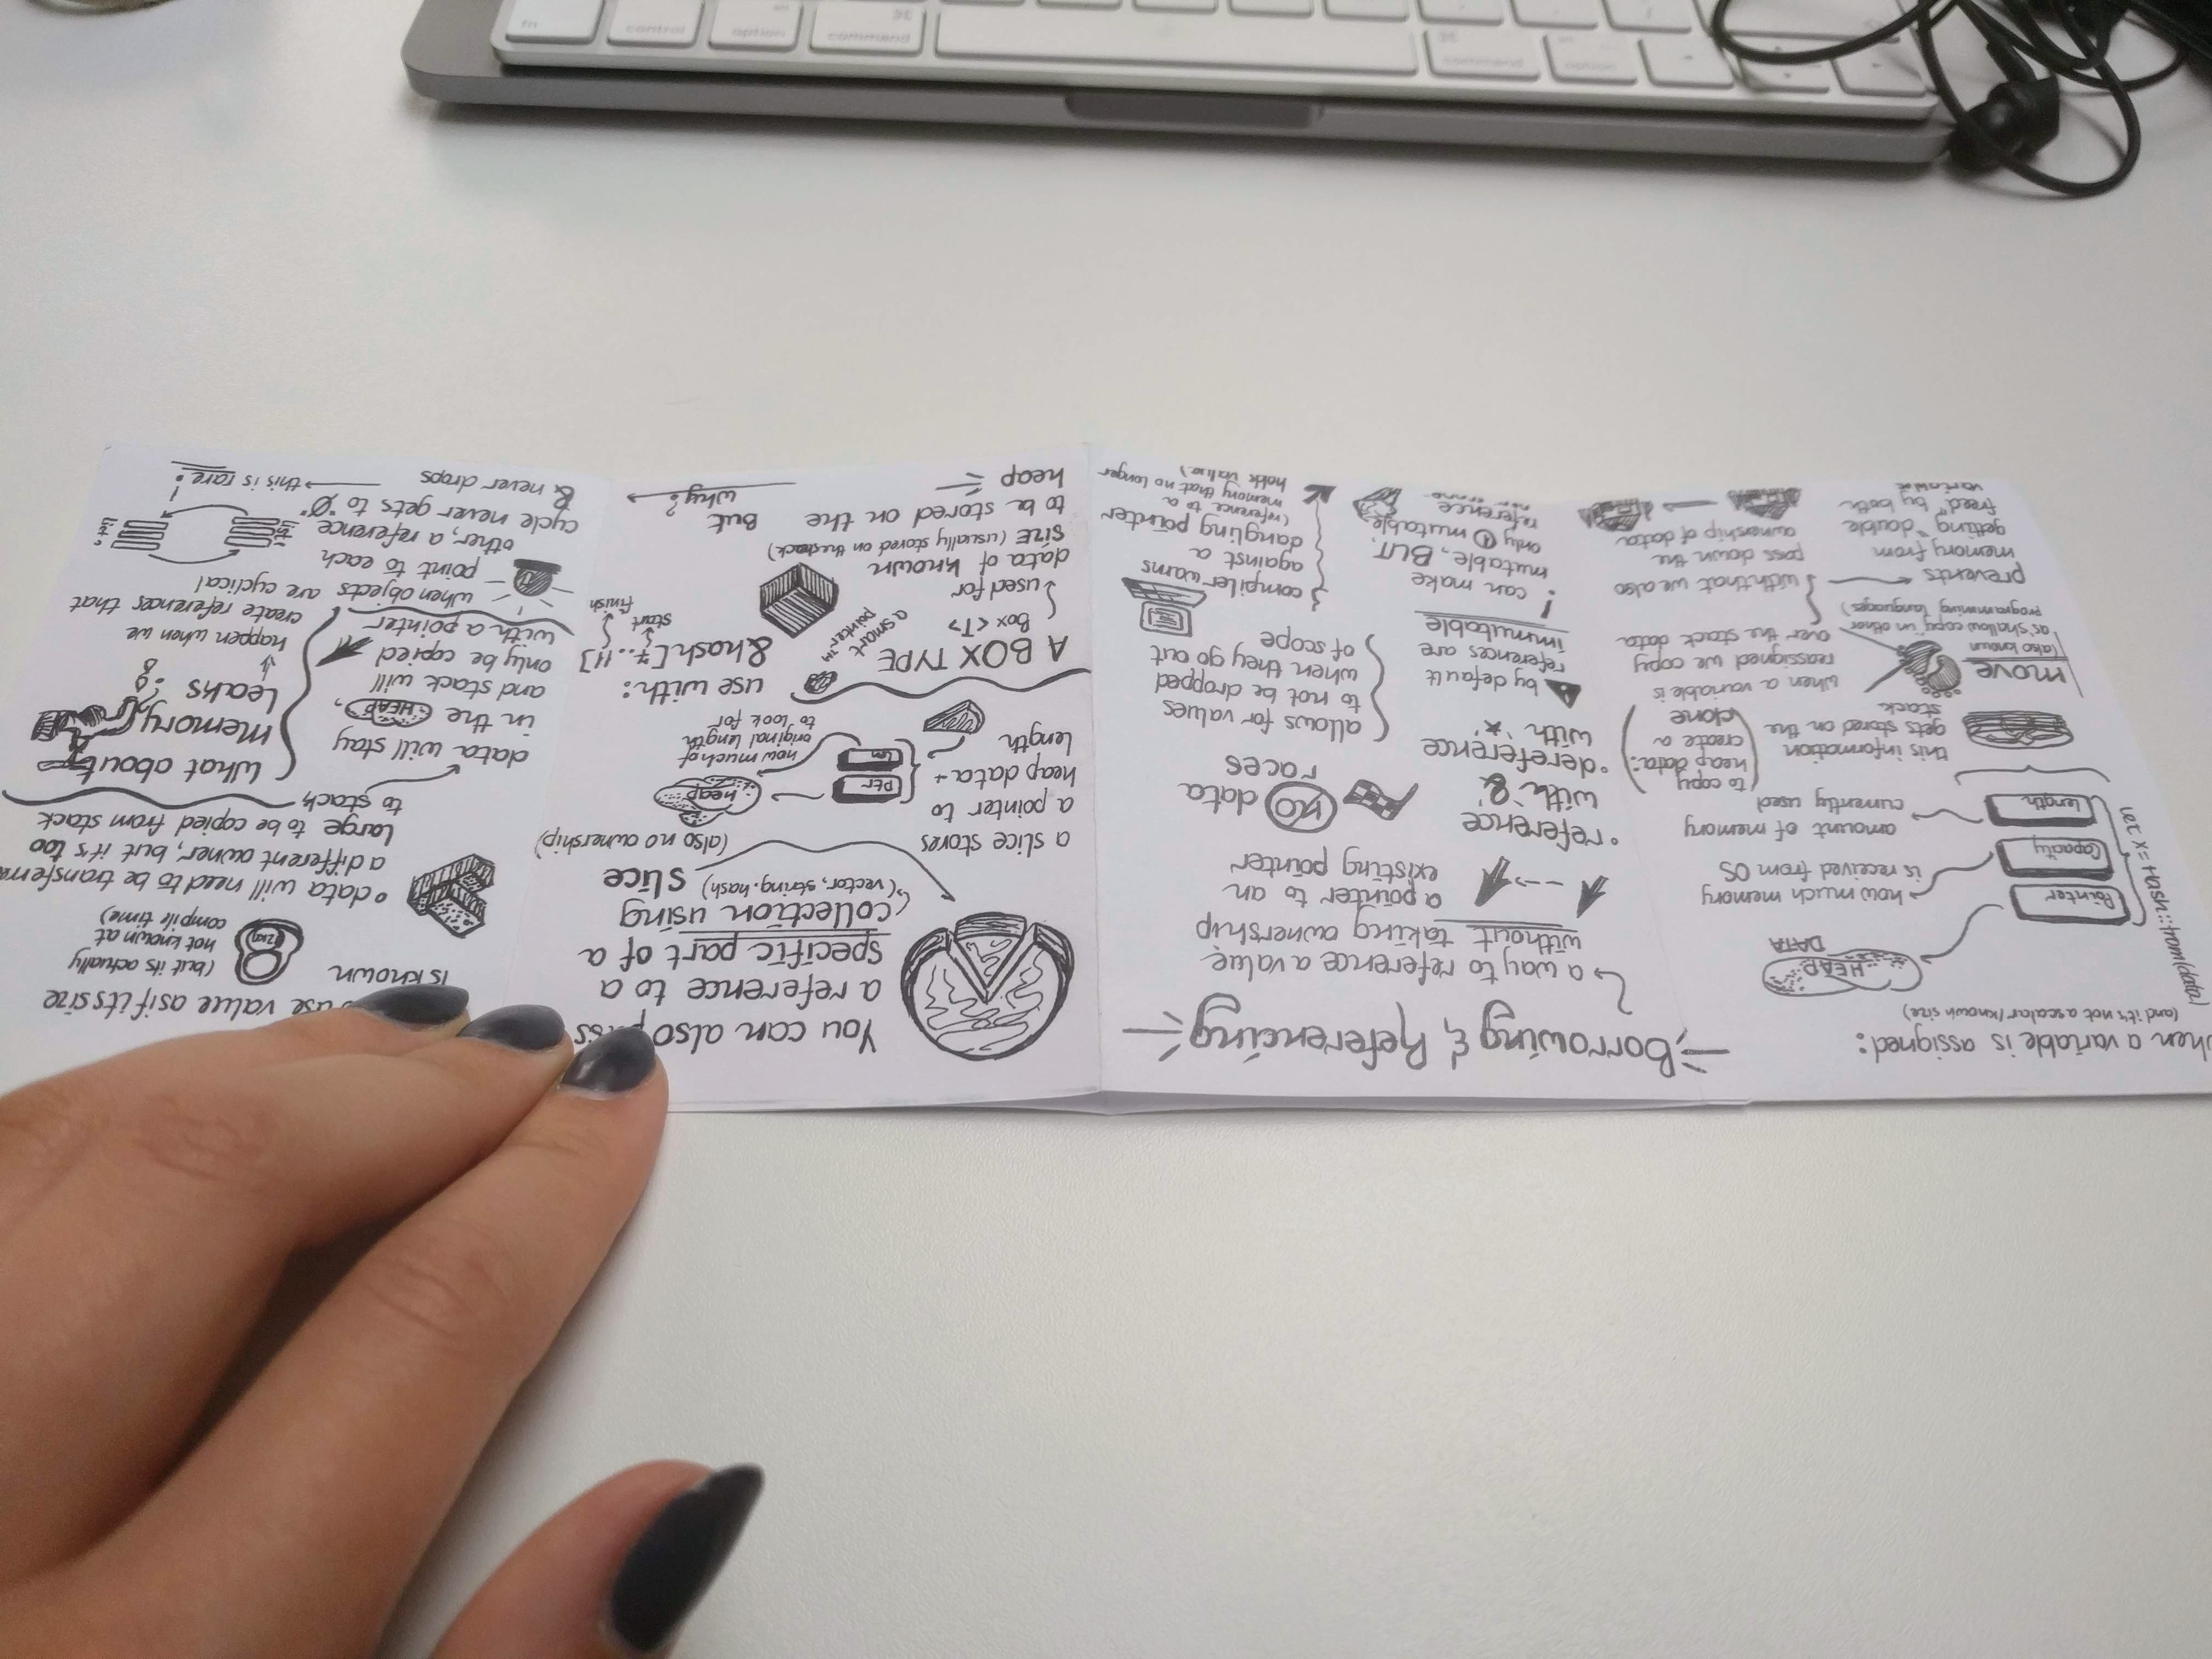 when a variable is assigned:
(and it's not a scalar/known size)
let x = Hash::from(data)
HEAP
DATA
Pointer
Capacity
Length
how much memory
is received from OS
amount of memory
currently used
this information
gets stored on the
stack
(to copy
heap data:
create a
clone
move
(also known
as "shallow copy" in other
programming languages)
when a variable is
reassigned we copy
over the stack data
with that we also
pass down the
ownership of data
prevents
memory from
getting "double
freed" by both
variables
Borrowing & Referencing
a way to reference a value
without taking ownership
a pointer to an
existing pointer
• reference
with '&'
• dereference
with '*'
NO data
races
by default
references are
immutable
! can make
mutable, BUT,
only 1 mutable
reference
allows for values
to not be dropped
when they go out
of scope
compiler warns
against a
dangling pointer
(reference to a
memory that no longer
holds value)
You can also pass
a reference to a
specific part of a
collection using
(vector, string, hash) slice
a slice stores
a pointer to
heap data +
length
(also no ownership)
ptr
len
heap
how much of
original length
to look for
use with:
&hash[4...11]
start
finish
A BOX TYPE
Box <T>
a smart
pointer
used for
data of known
size (usually stored on the stack)
to be stored on the
heap
But
why?
use value as if its size
is known
(but its actually
not known at
compile time)
• data will need to be
a different owner, but it's too
large to be copied from stack
to stack
data will stay
in the HEAP,
and stack will
only be copied
with a pointer
what about
memory
leaks
?
happen when we
create references that
when objects are cyclical
point to each
other, a reference
cycle never gets to "0"
& never drops
this is rare!
list
list
fn
control
option
command
command
option